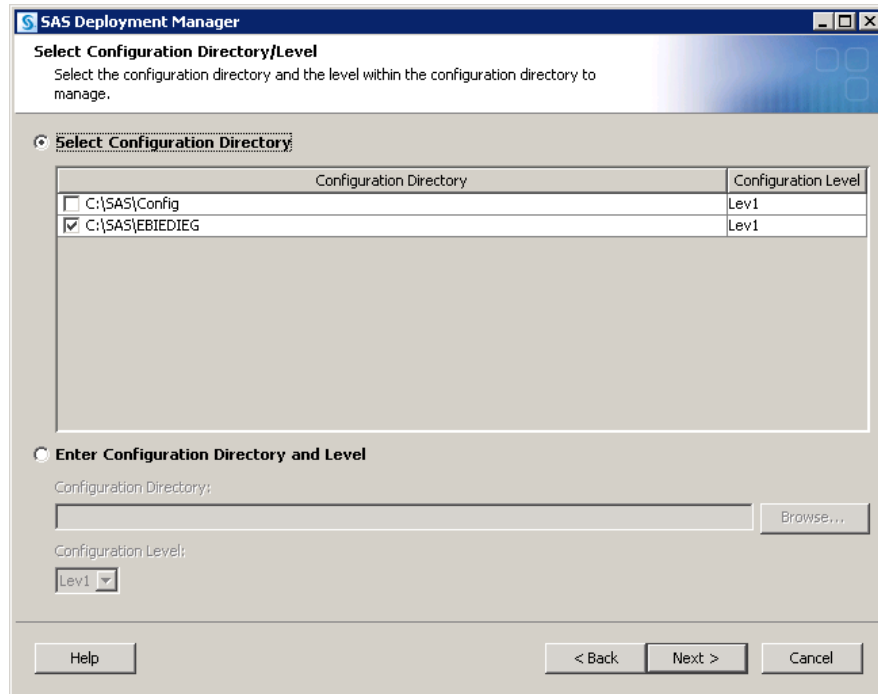 SAS Deployment Manager
Select Configuration Directory/Level
Select the configuration directory and the level within the configuration directory to
manage.
Select Configuration Directory
Configuration Directory Configuration Level
C:\SAS\Config Lev1
C:\SAS\EBIEDIEG Lev1
Enter Configuration Directory and Level
Configuration Directory:
Browse...
Configuration Level:
Lev1
Help < Back Next > Cancel